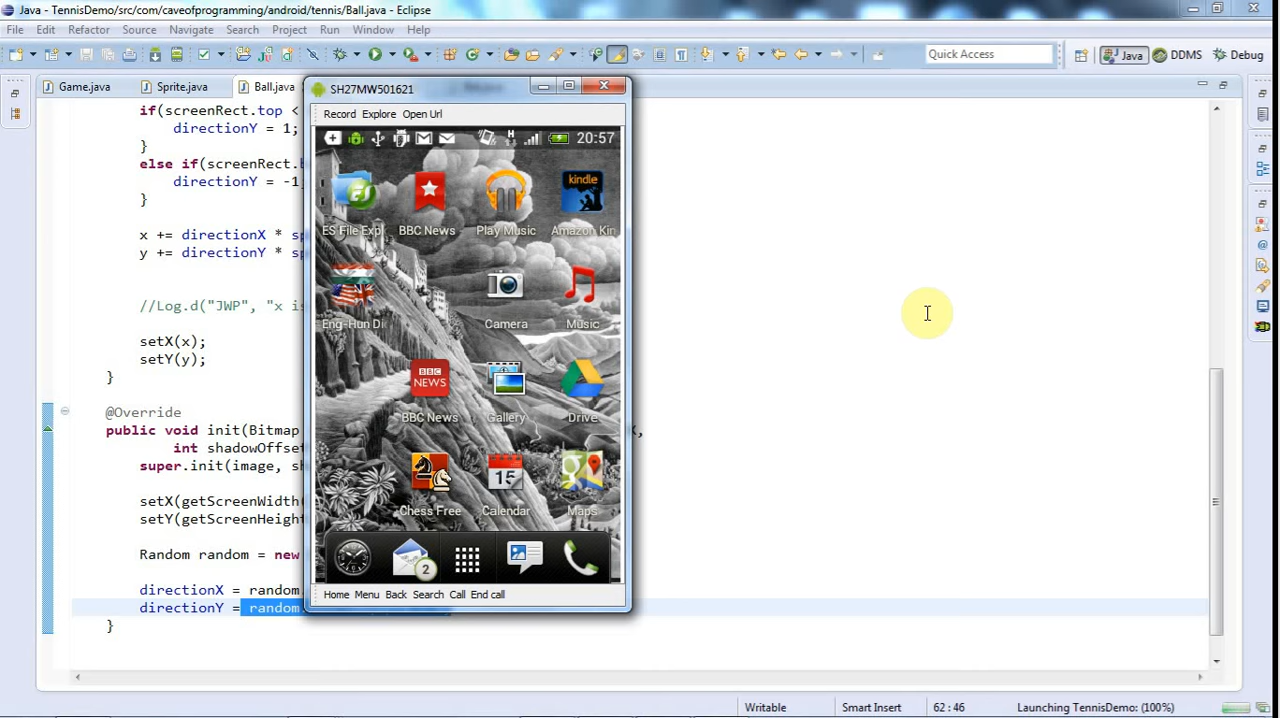 Java - TennisDemo/src/com/caveofprogramming/android/tennis/Ball.java - Eclipse
File Edit Refactor Source Navigate Search Project Run Window Help
Quick Access
Java DDMS Debug
Game.java Sprite.java Ball.java
if(screenRect.top <
directionY = 1;
}
else if(screenRect.
directionY = -1
}
x += directionX * sp
y += directionY * sp
//Log.d("JWP", "x is
setX(x);
setY(y);
}
@Override
public void init(Bitmap X,
int shadowOffset
super.init(image, sh
setX(getScreenWidth(
setY(getScreenHeight
Random random = new
directionX = random.
directionY = random.
}
SH27MW501621
Record Explore Open Url
20:57
kindle
ES File Expl BBC News Play Music Amazon Kin
Eng-Hun Di Camera Music
BBC
NEWS
BBC News Gallery Drive
15
Chess Free Calendar Maps
2
Home Menu Back Search Call End call
Writable Smart Insert 62 : 46 Launching TennisDemo: (100%)